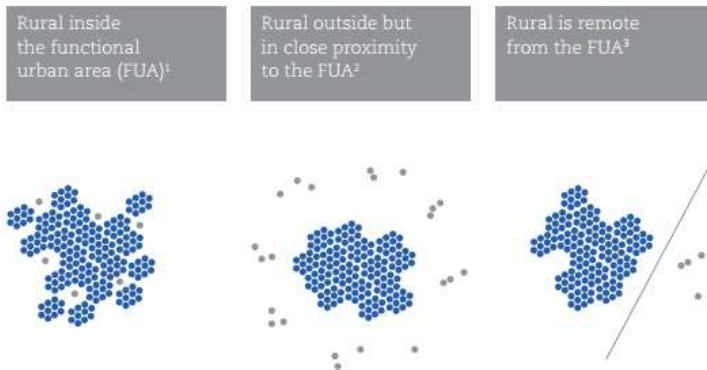 Rural inside
the functional
urban area (FUA)¹
Rural outside but
in close proximity
to the FUA²
Rural is remote
from the FUA³